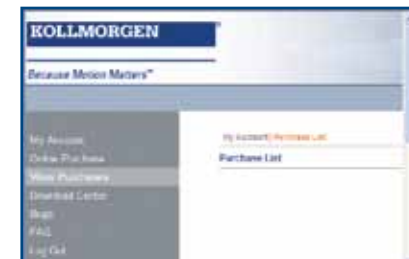 KOLLMORGEN
Because Motion Matters™
My Account
Online Purchase
View Purchases
Download Center
Bugs
FAQ
Log Out
My Account| Purchase List
Purchase List